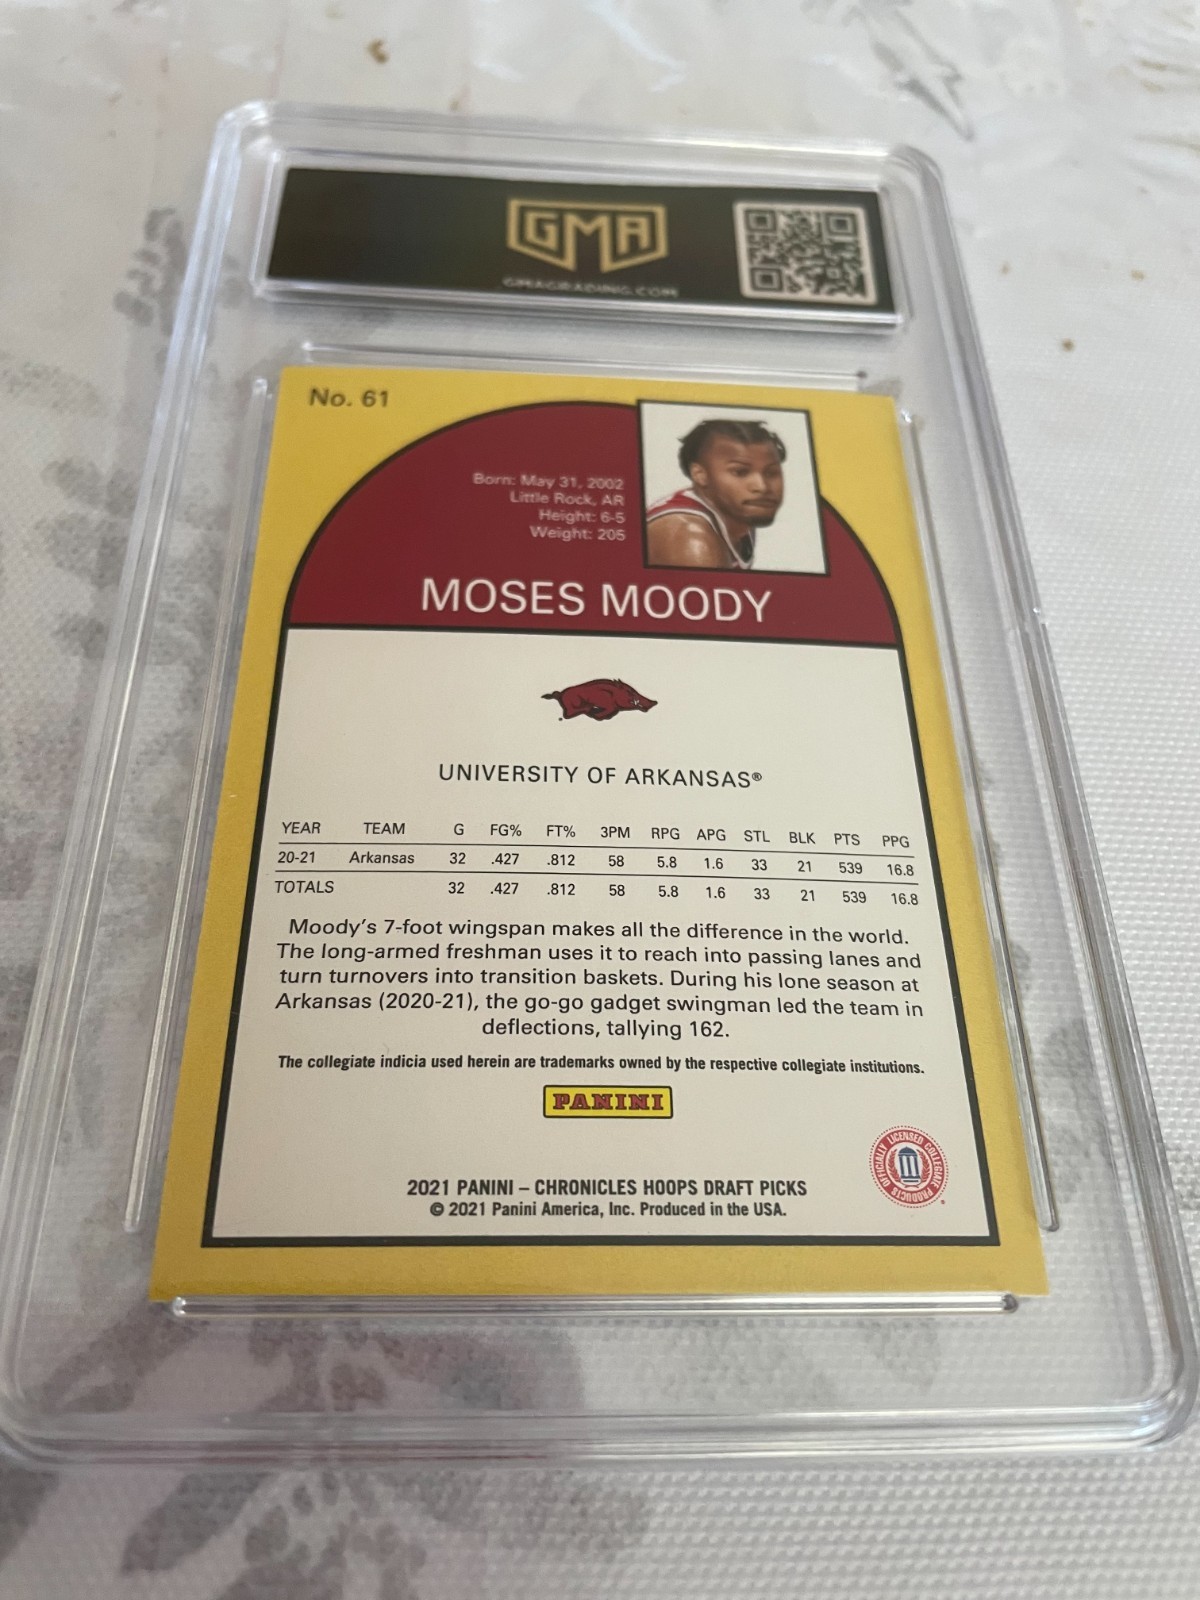 GMA
GMAGRADING.COM
No. 61
Born: May 31, 2002
Little Rock, AR
Height: 6-5
Weight: 205
MOSES MOODY
UNIVERSITY OF ARKANSAS®
YEAR TEAM G FG% FT% 3PM RPG APG STL BLK PTS PPG
20-21 Arkansas 32 .427 .812 58 5.8 1.6 33 21 539 16.8
TOTALS 32 .427 .812 58 5.8 1.6 33 21 539 16.8
Moody's 7-foot wingspan makes all the difference in the world.
The long-armed freshman uses it to reach into passing lanes and
turn turnovers into transition baskets. During his lone season at
Arkansas (2020-21), the go-go gadget swingman led the team in
deflections, tallying 162.
The collegiate indicia used herein are trademarks owned by the respective collegiate institutions.
PANINI
OFFICIALLY LICENSED COLLEGIATE PRODUCTS
2021 PANINI – CHRONICLES HOOPS DRAFT PICKS
© 2021 Panini America, Inc. Produced in the USA.